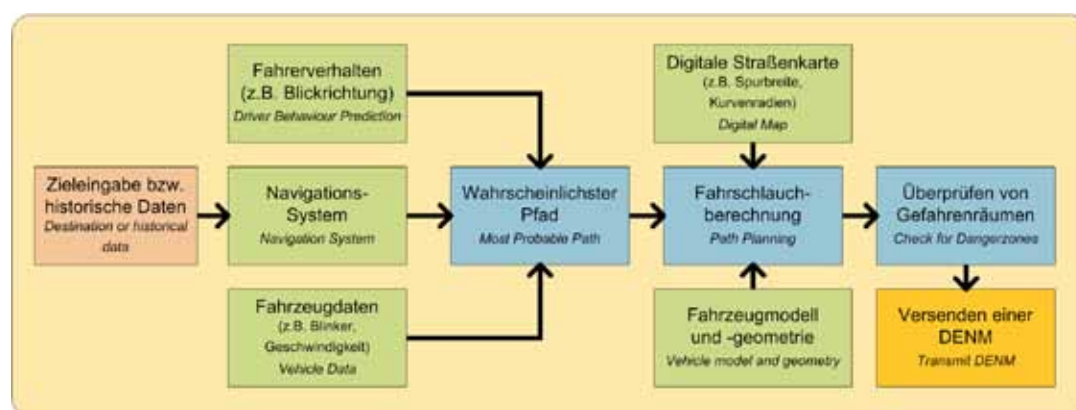 Fahrerverhalten
(z.B. Blickrichtung)
Driver Behaviour Prediction
Digitale Straßenkarte
(z.B. Spurbreite,
Kurvenradien)
Digital Map
Zieleingabe bzw.
historische Daten
Destination or historical
data
Navigations-
System
Navigation System
Wahrscheinlichster
Pfad
Most Probable Path
Fahrschlauch-
berechnung
Path Planning
Überprüfen von
Gefahrenräumen
Check for Dangerzones
Fahrzeugdaten
(z.B. Blinker,
Geschwindigkeit)
Vehicle Data
Fahrzeugmodell
und -geometrie
Vehicle model and geometry
Versenden einer
DENM
Transmit DENM